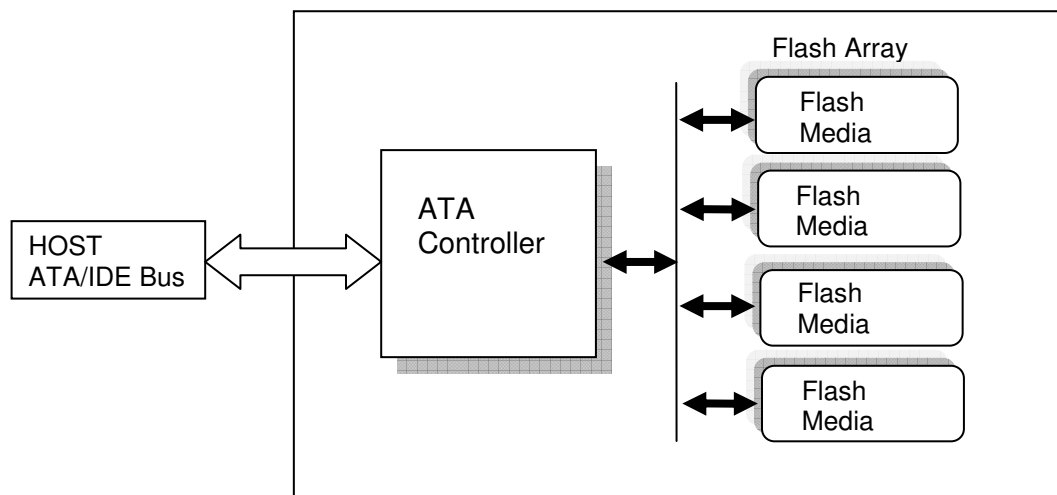 Flash Array
Flash
Media
ATA
Controller
Flash
Media
HOST
ATA/IDE Bus
Flash
Media
Flash
Media